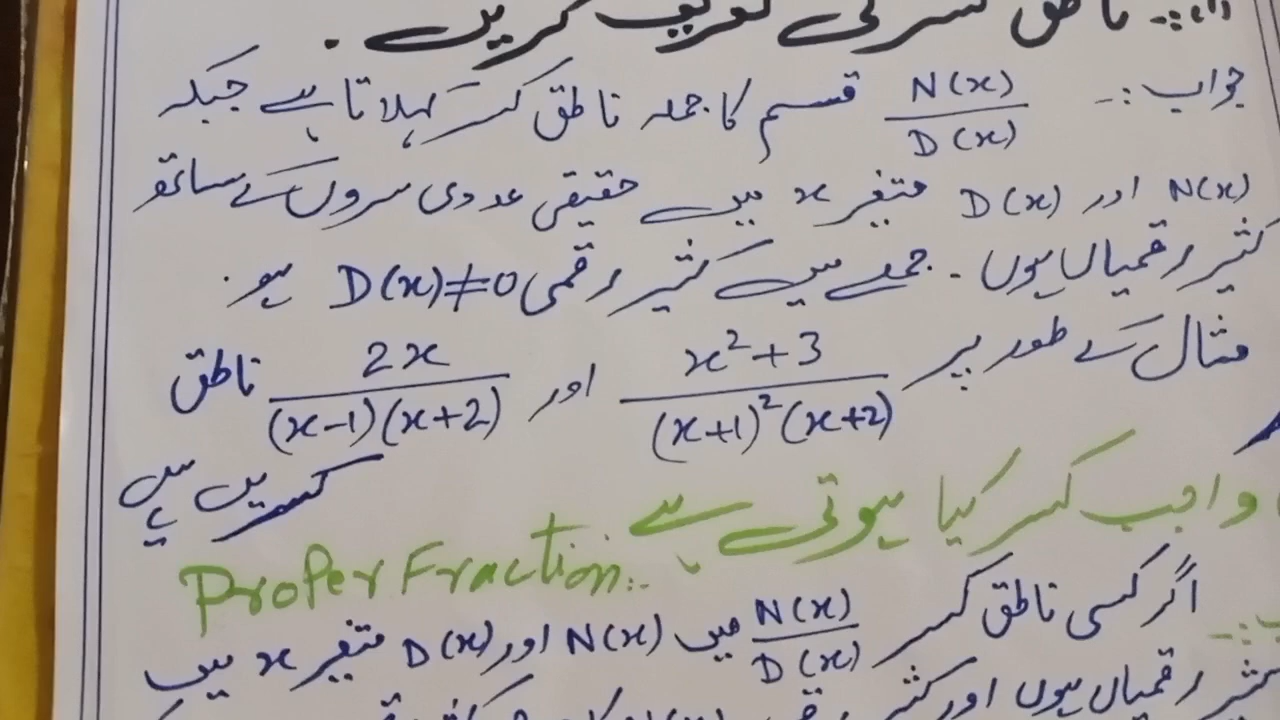 ناطق کسر کی تعریف کریں ۔
جواب :۔ N(x)/D(x) قسم کا جملہ ناطق کسر کہلاتا ہے جبکہ
N(x) اور D(x) متغیر x میں حقیقی عددی سروں کے ساتھ
کثیر رقمیاں ہوں ۔ جملے میں کثیر رقمی D(x)≠0 ہو ۔
مثال کے طور پر x²+3/(x+1)²(x+2) اور 2x/(x-1)(x+2) ناطق
کسریں ہیں
واجب کسر کیا ہوتی ہے
Proper Fraction:.
اگر کسی ناطق کسر N(x)/D(x) میں N(x) اور D(x) متغیر x میں
کثیر رقمیاں ہوں اور